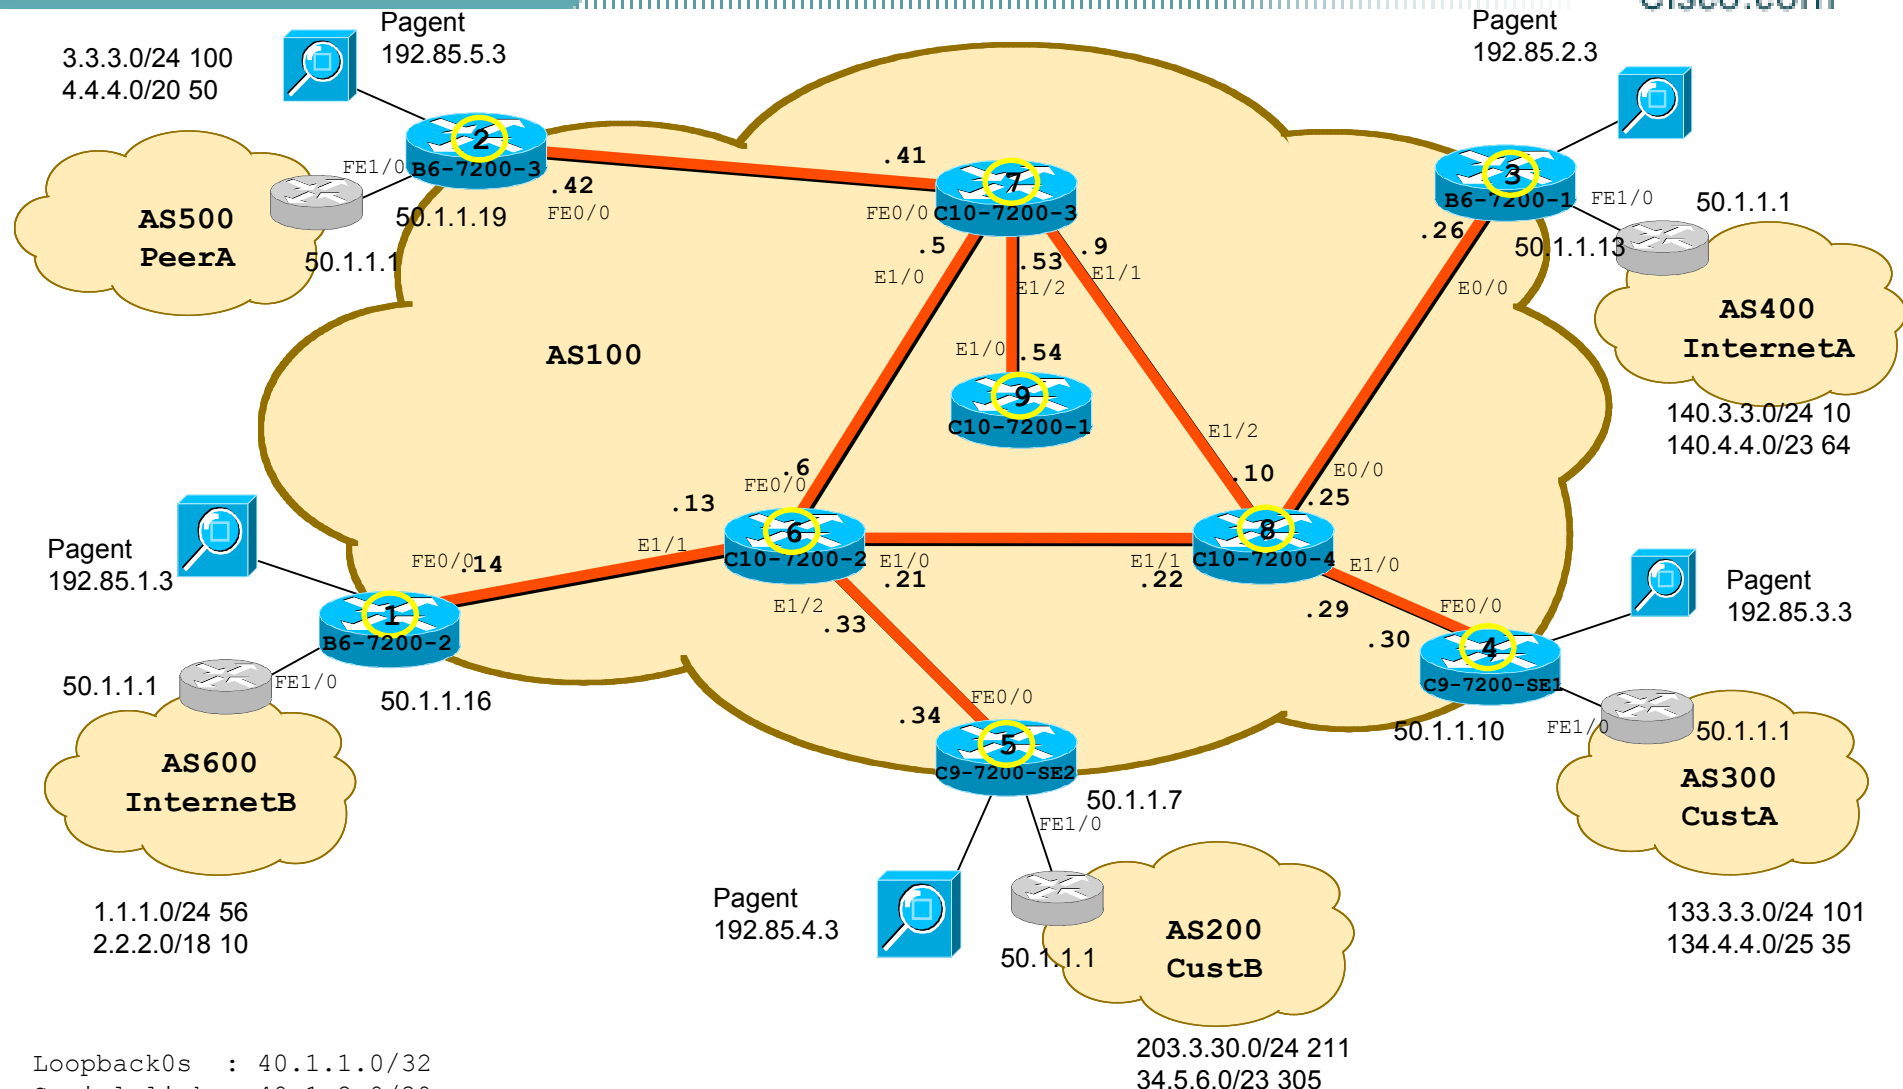 Cisco.com
Pagent
192.85.5.3
3.3.3.0/24 100
4.4.4.0/20 50
Pagent
192.85.2.3
2
B6-7200-3
FE1/0
.42
FE0/0
50.1.1.19
50.1.1.1
AS500
PeerA
.41
FE0/0
7
C10-7200-3
.5
E1/0
.53
E1/2
.9
E1/1
3
B6-7200-1
FE1/0
50.1.1.1
.26
50.1.1.13
E0/0
AS400
InternetA
140.3.3.0/24 10
140.4.4.0/23 64
AS100
E1/0
.54
9
C10-7200-1
E1/2
.10
E0/0
.25
.6
FE0/0
.13
E1/1
6
C10-7200-2
E1/0
.21
E1/1
.22
8
C10-7200-4
E1/0
.29
FE0/0
.30
E1/2
.33
Pagent
192.85.1.3
FE0/0
.14
1
B6-7200-2
50.1.1.1
FE1/0
50.1.1.16
AS600
InternetB
1.1.1.0/24 56
2.2.2.0/18 10
Pagent
192.85.3.3
4
C9-7200-SE1
50.1.1.10
FE1/0
50.1.1.1
AS300
CustA
133.3.3.0/24 101
134.4.4.0/25 35
FE0/0
.34
5
C9-7200-SE2
50.1.1.7
FE1/0
Pagent
192.85.4.3
50.1.1.1
AS200
CustB
203.3.30.0/24 211
34.5.6.0/23 305
Loopback0s : 40.1.1.0/32